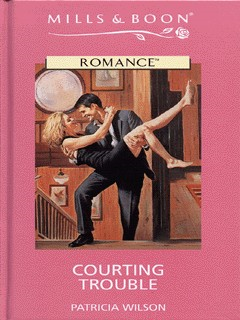 MILLS & BOON®
ROMANCE™
COURTING
TROUBLE
PATRICIA WILSON